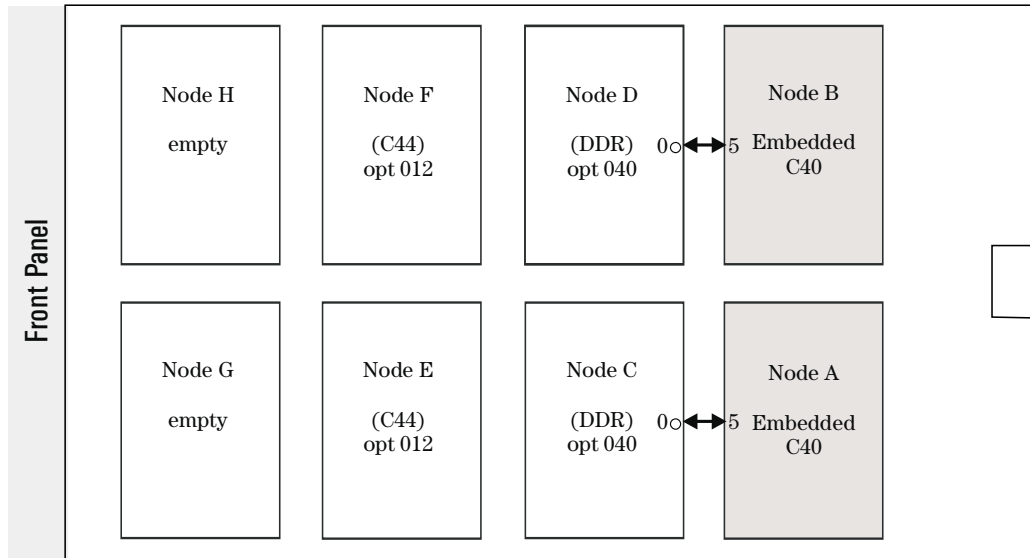 Front Panel
Node H
empty
Node F
(C44)
opt 012
Node D
(DDR)
opt 040
0
5
Node B
Embedded
C40
Node G
empty
Node E
(C44)
opt 012
Node C
(DDR)
opt 040
0
5
Node A
Embedded
C40